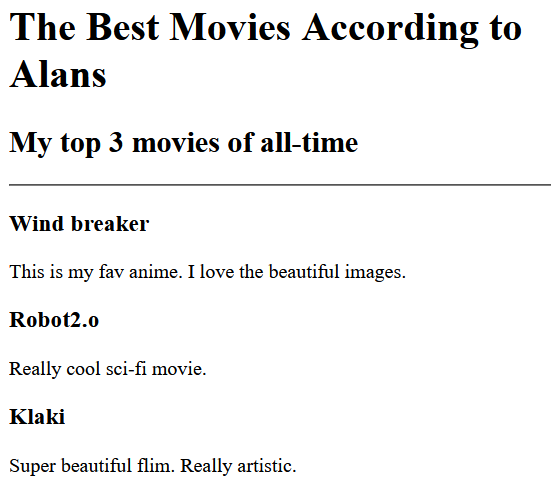 The Best Movies According to
Alans
My top 3 movies of all-time
Wind breaker
This is my fav anime. I love the beautiful images.
Robot2.o
Really cool sci-fi movie.
Klaki
Super beautiful flim. Really artistic.